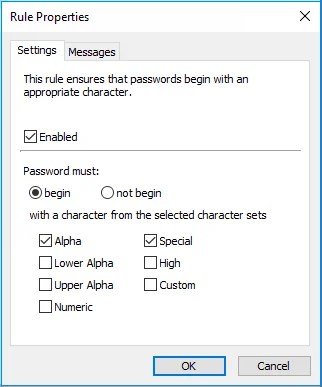 Rule Properties
Settings Messages
This rule ensures that passwords begin with an
appropriate character.
Enabled
Password must:
begin not begin
with a character from the selected character sets
Alpha Special
Lower Alpha High
Upper Alpha Custom
Numeric
OK Cancel